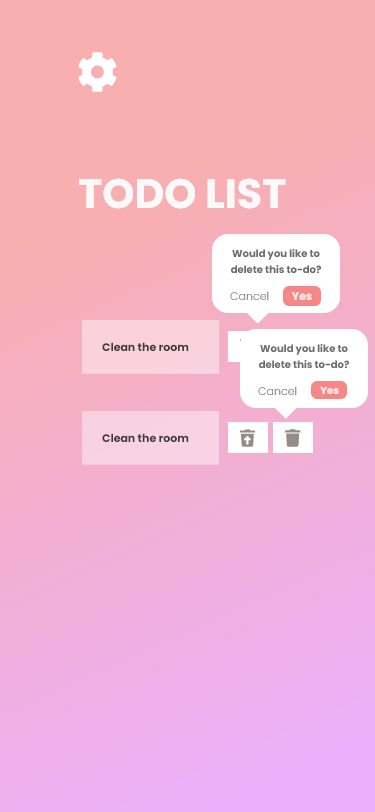 TODO LIST
Would you like to
delete this to-do?
Cancel Yes
Clean the room
Would you like to
delete this to-do?
Cancel Yes
Clean the room